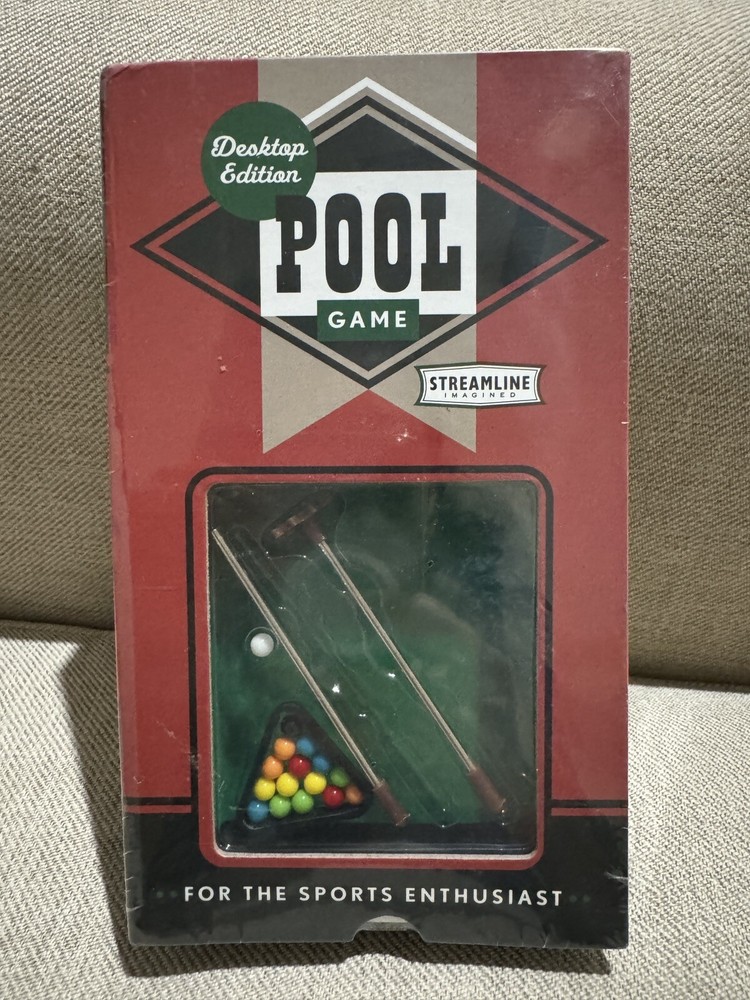 Desktop
Edition
POOL
GAME
STREAMLINE
IMAGINED
FOR THE SPORTS ENTHUSIAST